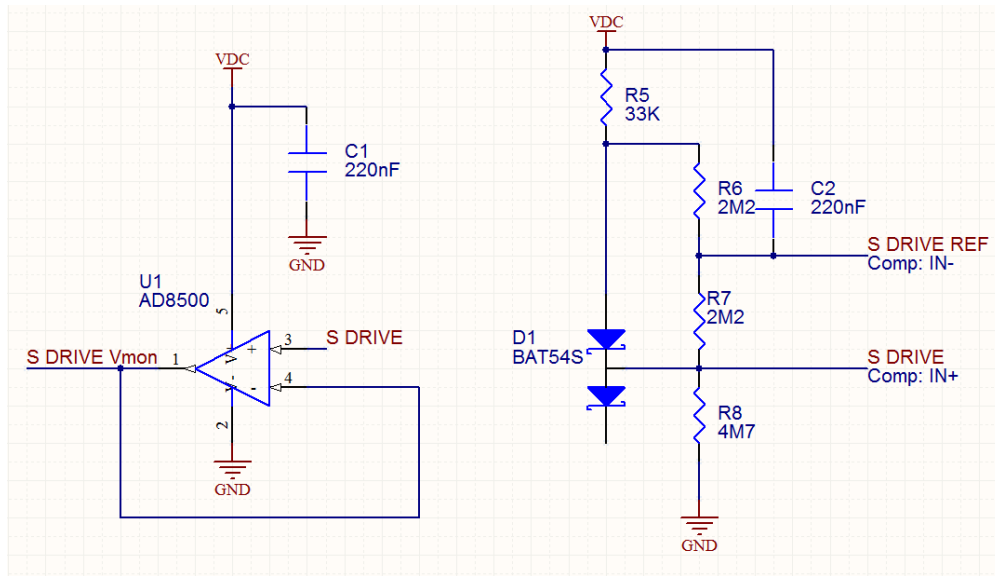 VDC
C1
220nF
GND
U1
AD8500
5
V+
+
3
S DRIVE
S DRIVE Vmon
1
V-
-
4
2
GND
VDC
R5
33K
R6
2M2
C2
220nF
S DRIVE REF
Comp: IN-
R7
2M2
D1
BAT54S
S DRIVE
Comp: IN+
R8
4M7
GND